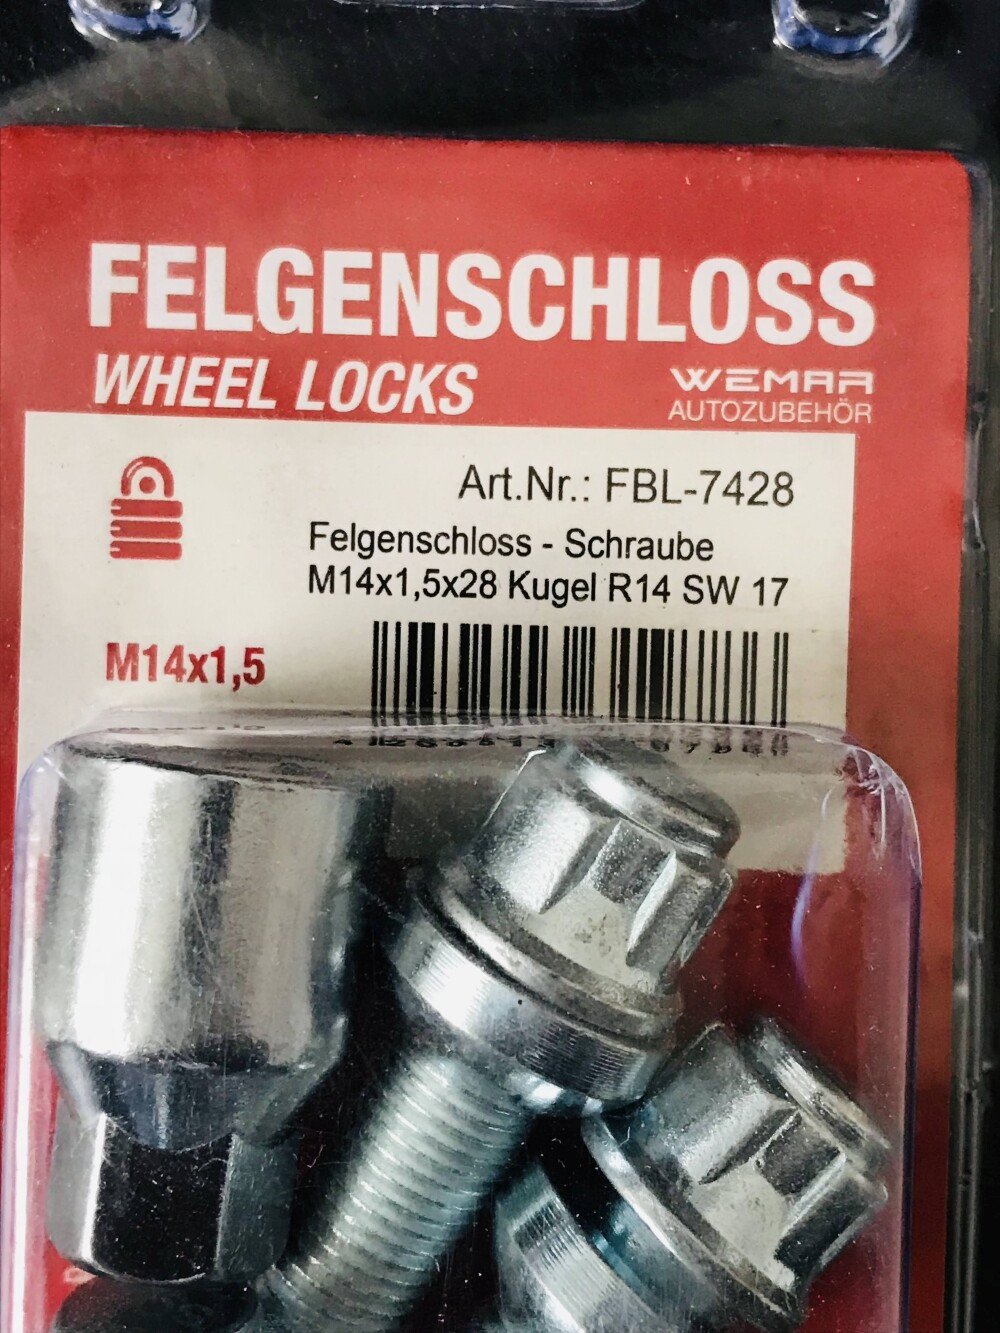 FELGENSCHLOSS
WHEEL LOCKS
WEMAR
AUTOZUBEHÖR
Art.Nr.: FBL-7428
Felgenschloss - Schraube
M14x1,5x28 Kugel R14 SW 17
M14x1,5